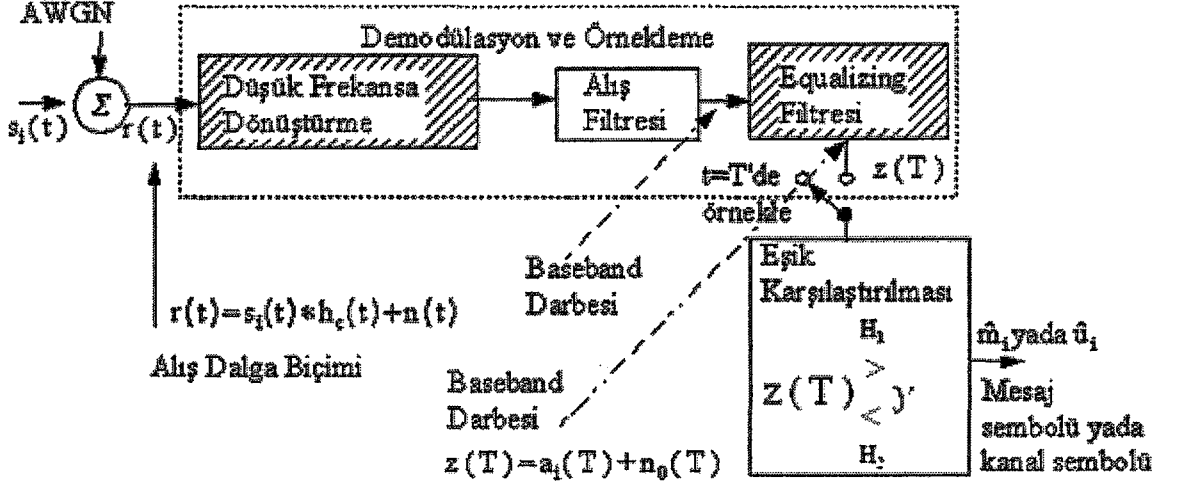 AWGN
Demodülasyon ve Örnekleme
Düşük Frekansa
Dönüştürme
Alış
Filtresi
Equalizing
Filtresi
Σ
s_i(t)
r(t)
t=T'de
örnekle
z(T)
Baseband
Darbesi
Eşik
Karşılaştırılması
r(t)=s_i(t)*h_c(t)+n(t)
Alış Dalga Biçimi
H_1
z(T) > < γ
H_2
m̂_i yada û_i
Mesaj
sembolü yada
kanal sembolü
Baseband
Darbesi
z(T)=a_i(T)+n_0(T)